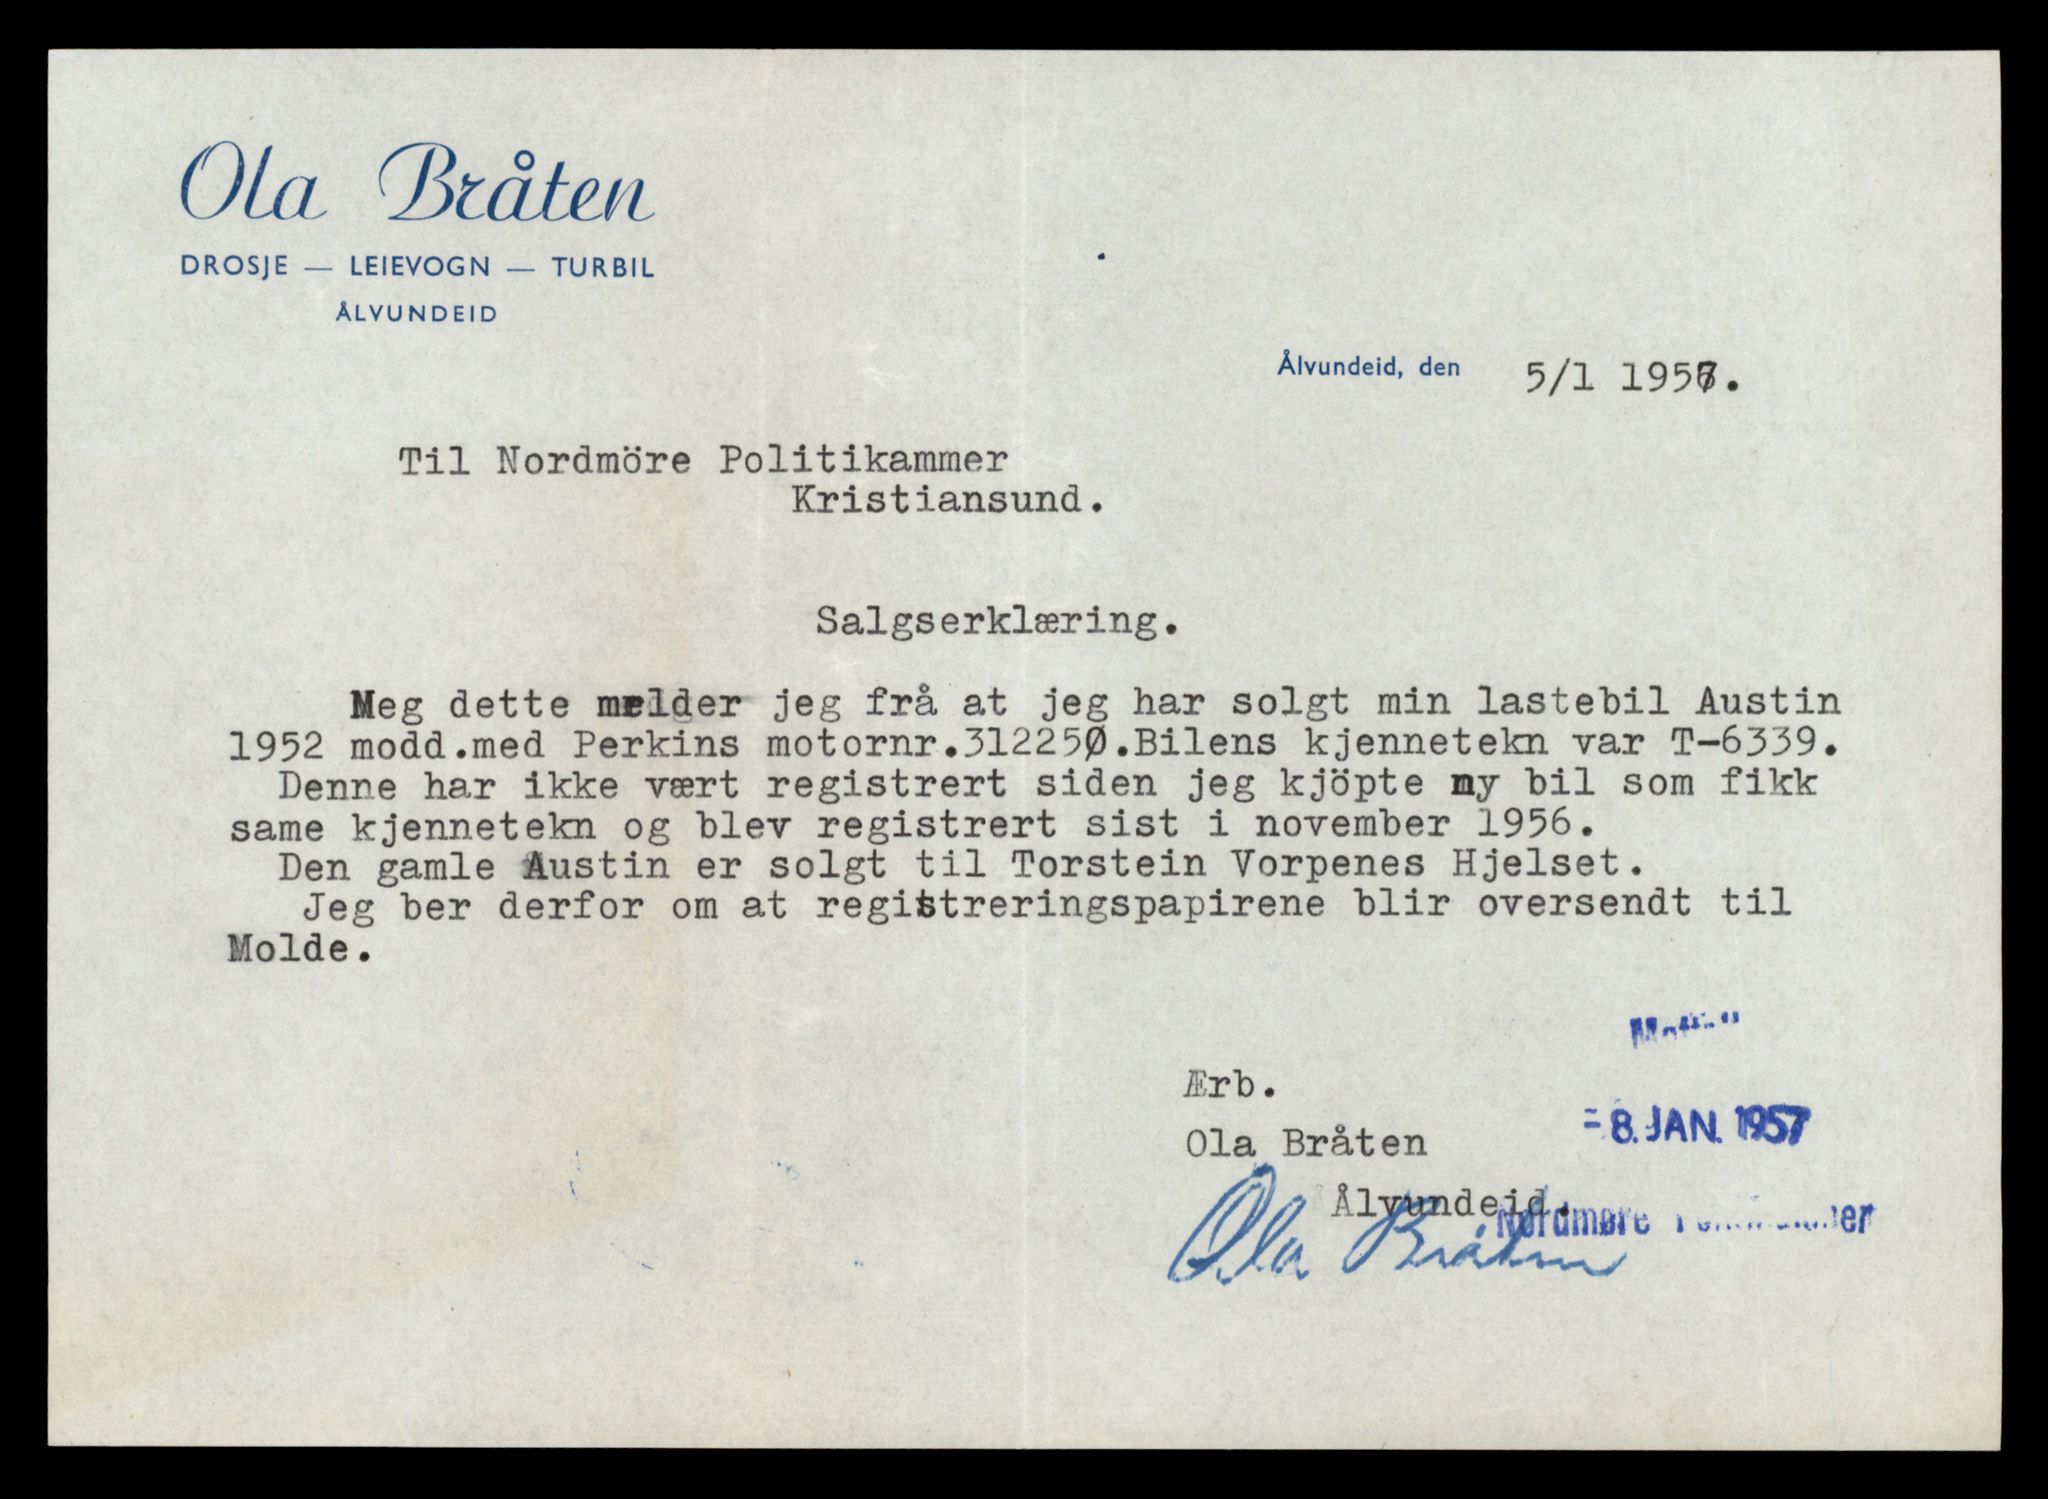 Ola Bråten
DROSJE — LEIEVOGN — TURBIL
ÅLVUNDEID
Ålvundeid, den 5/1 1957.
Til Nordmöre Politikammer
Kristiansund.
Salgserklæring.
Meg dette melder jeg frå at jeg har solgt min lastebil Austin
1952 modd.med Perkins motornr.312250.Bilens kjennetekn var T-6339.
Denne har ikke vært registrert siden jeg kjöpte ny bil som fikk
same kjennetekn og blev registrert sist i november 1956.
Den gamle Austin er solgt til Torstein Vorpenes Hjelset.
Jeg ber derfor om at registreringspapirene blir oversendt til
Molde.
Ærb.
-8. JAN. 1957
Ola Bråten
Ålvundeid.
Nordmøre
Ola Bråten